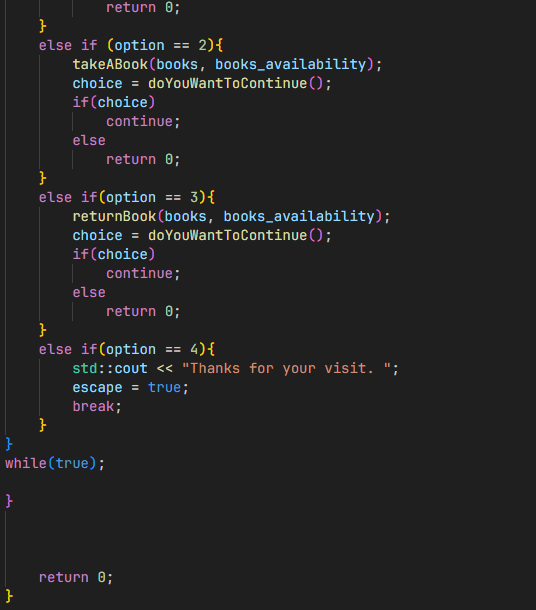 return 0;
}
else if (option == 2){
takeABook(books, books_availability);
choice = doYouWantToContinue();
if(choice)
continue;
else
return 0;
}
else if(option == 3){
returnBook(books, books_availability);
choice = doYouWantToContinue();
if(choice)
continue;
else
return 0;
}
else if(option == 4){
std::cout << "Thanks for your visit. ";
escape = true;
break;
}
}
while(true);
}
return 0;
}